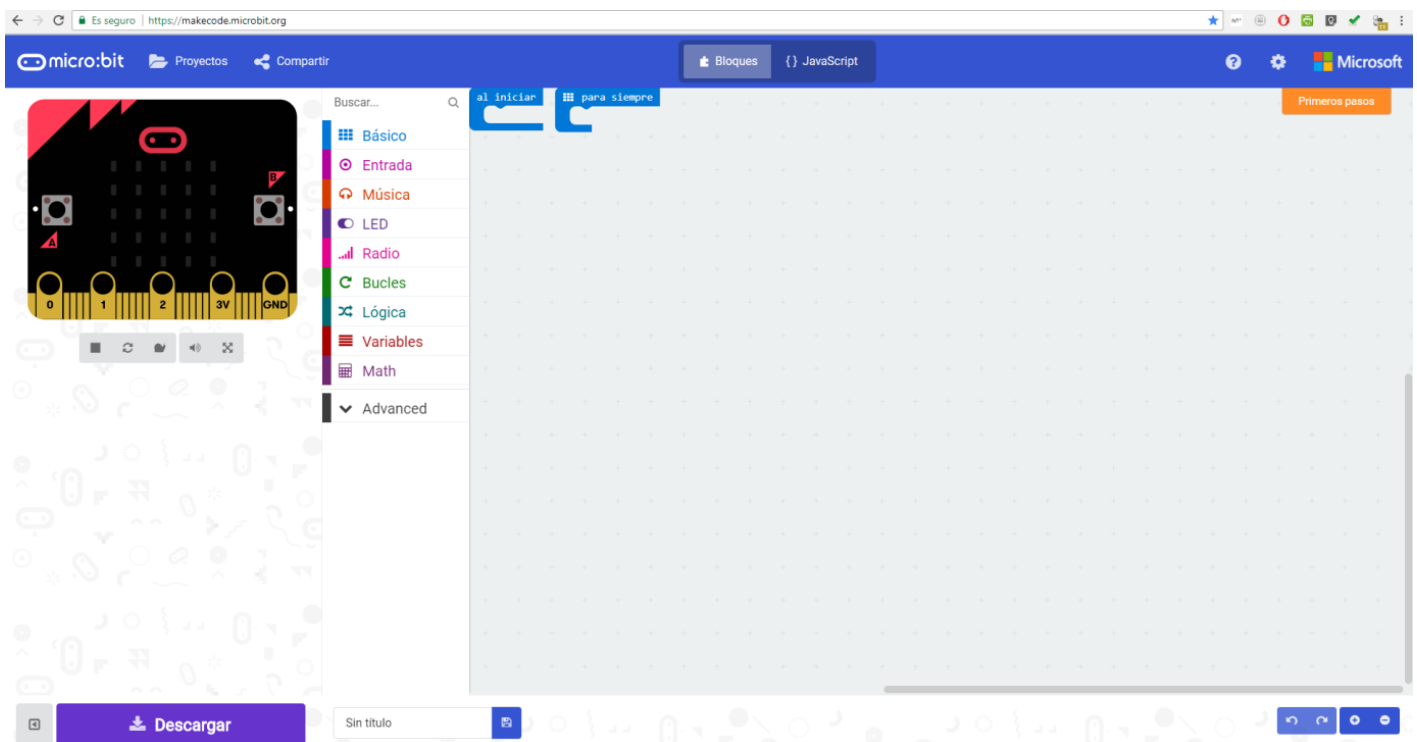 Es seguro | https://makecode.microbit.org
micro:bit Proyectos Compartir Bloques {} JavaScript Microsoft
Buscar...
al iniciar para siempre
Primeros pasos
Básico
Entrada
Música
LED
Radio
Bucles
Lógica
Variables
Math
Advanced
A
B
0 1 2 3V GND
Descargar
Sin título